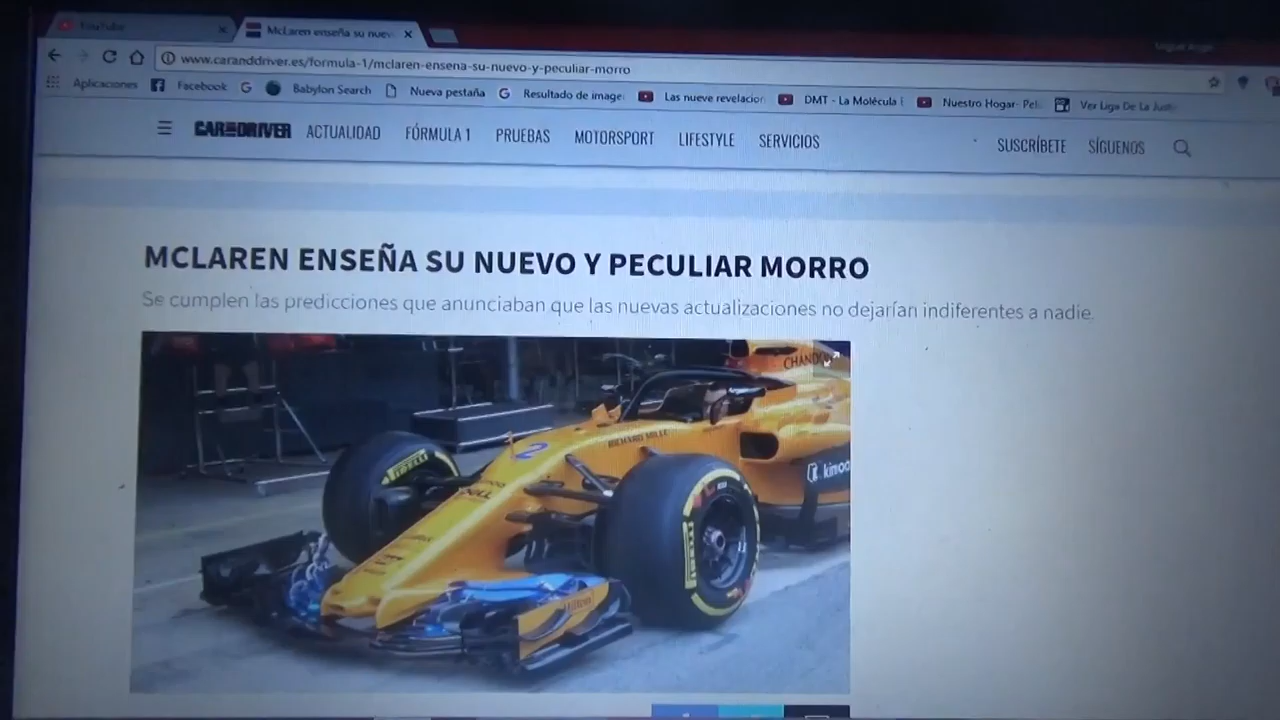 YouTube
McLaren enseña su nuev
www.caranddriver.es/formula-1/mclaren-ensena-su-nuevo-y-peculiar-morro
Aplicaciones Facebook Babylon Search Nueva pestaña Resultado de image Las nueve revelacior DMT - La Molécula Nuestro Hogar- Pel Ver Liga De La Justi
CAR AND DRIVER ACTUALIDAD FÓRMULA 1 PRUEBAS MOTORSPORT LIFESTYLE SERVICIOS SUSCRÍBETE SÍGUENOS
MCLAREN ENSEÑA SU NUEVO Y PECULIAR MORRO
Se cumplen las predicciones que anunciaban que las nuevas actualizaciones no dejarían indiferentes a nadie.
CHANDON
RICHARD MILLE
2
PIRELLI
kimoa
PIRELLI